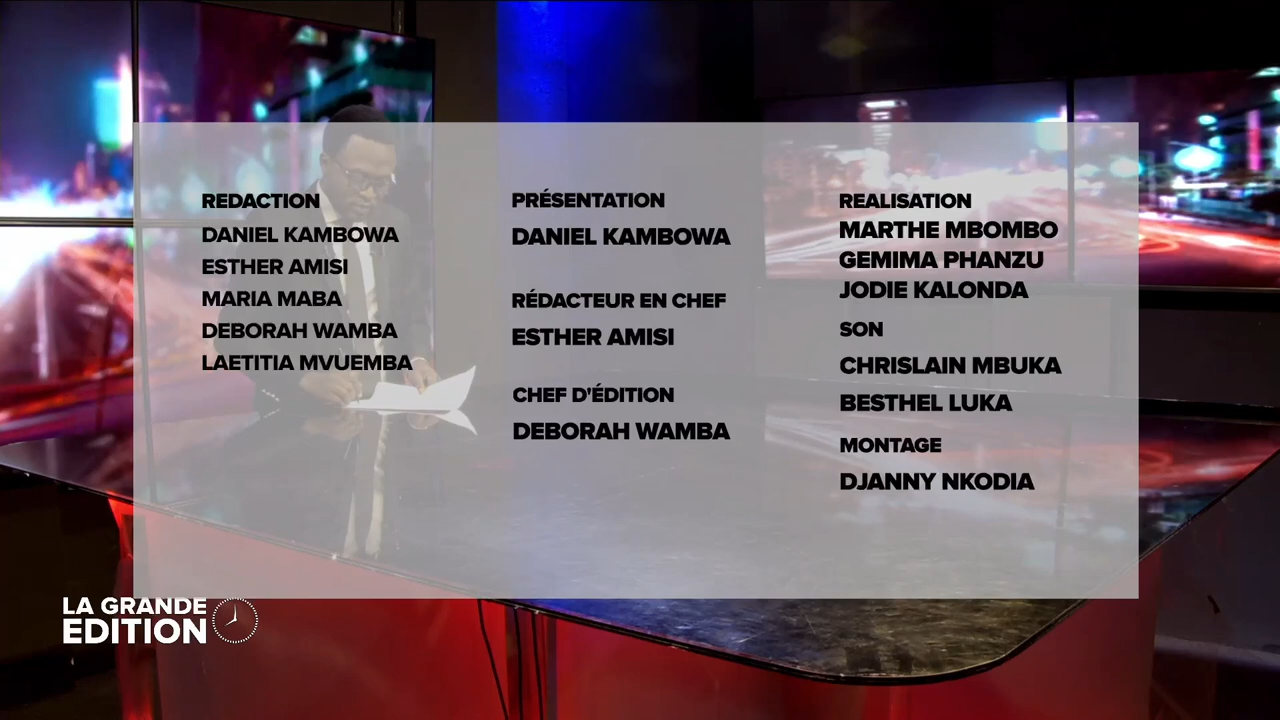 REDACTION
DANIEL KAMBOWA
ESTHER AMISI
MARIA MABA
DEBORAH WAMBA
LAETITIA MVUEMBA
PRÉSENTATION
DANIEL KAMBOWA
RÉDACTEUR EN CHEF
ESTHER AMISI
CHEF D'ÉDITION
DEBORAH WAMBA
REALISATION
MARTHE MBOMBO
GEMIMA PHANZU
JODIE KALONDA
SON
CHRISLAIN MBUKA
BESTHEL LUKA
MONTAGE
DJANNY NKODIA
LA GRANDE
EDITION